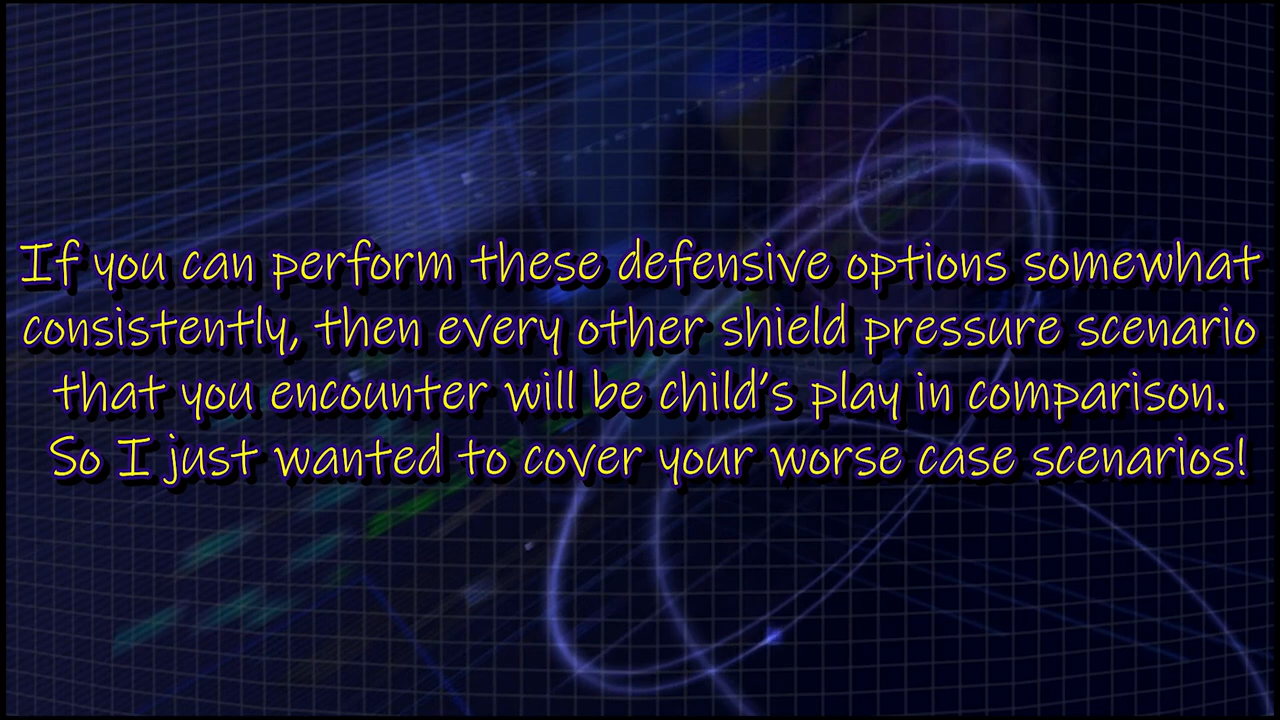 If you can perform these defensive options somewhat
consistently, then every other shield pressure scenario
that you encounter will be child's play in comparison.
So I just wanted to cover your worse case scenarios!